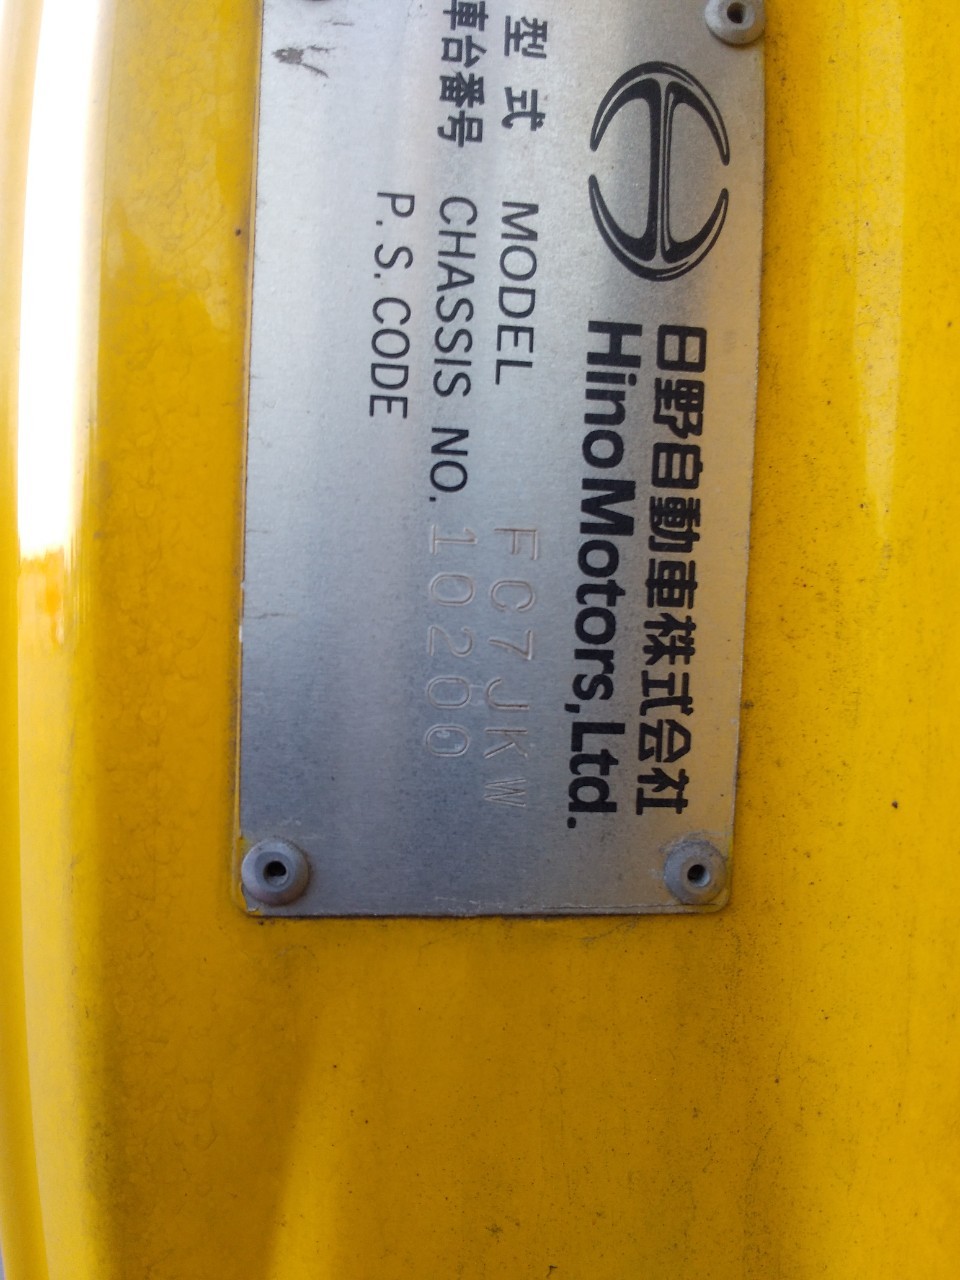 日野自動車株式会社
Hino Motors, Ltd.
型式 MODEL FC7JKW
車台番号 CHASSIS NO. 10200
P. S. CODE